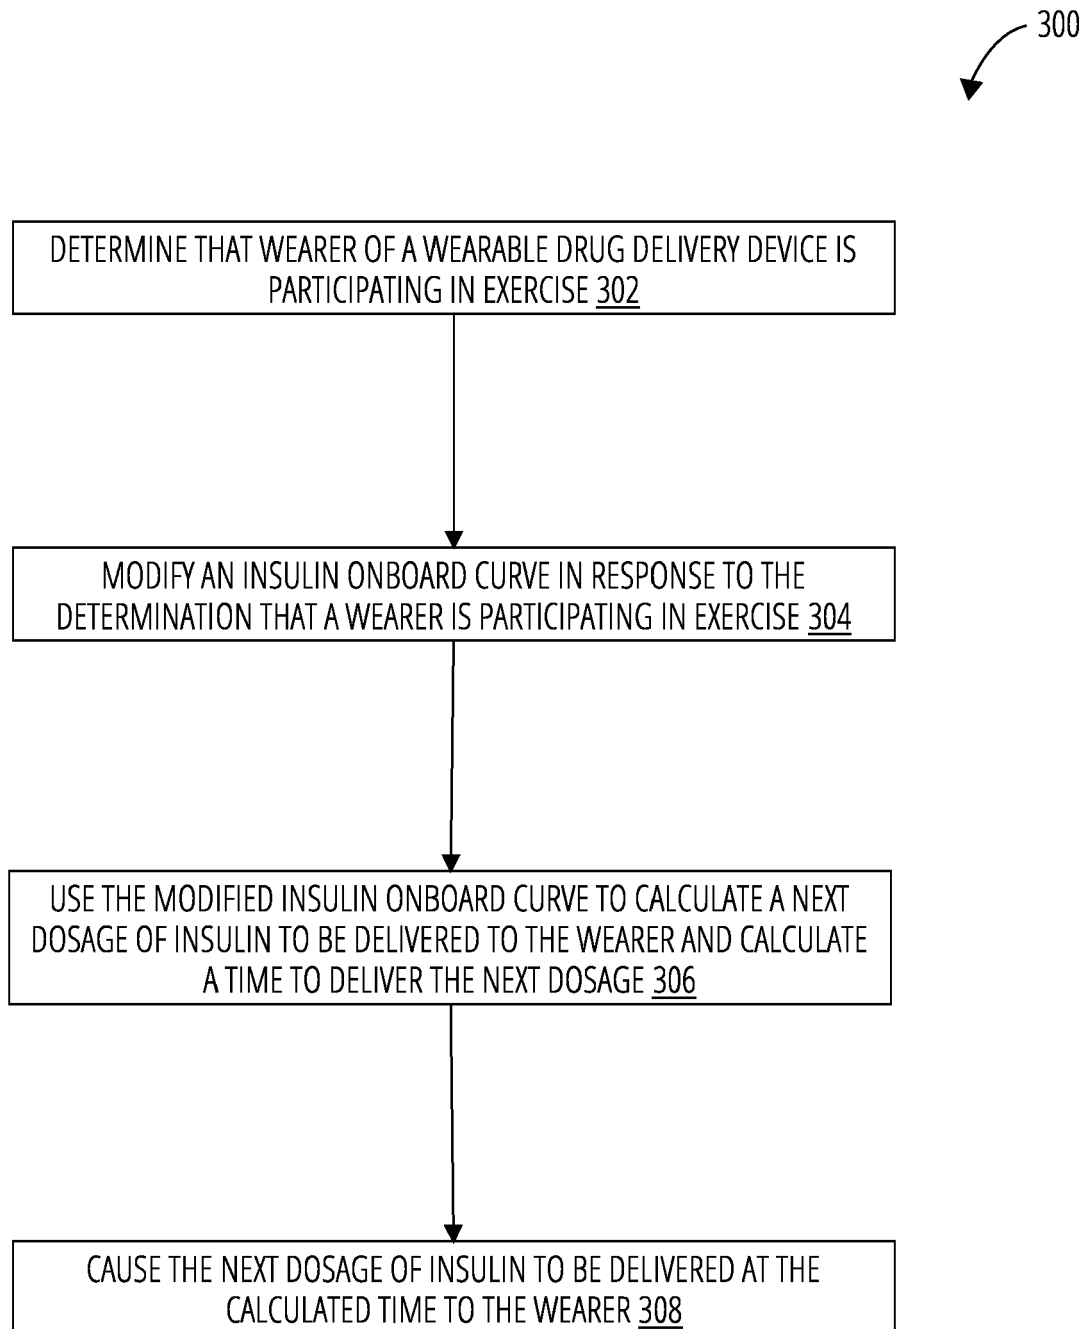 300
DETERMINE THAT WEARER OF A WEARABLE DRUG DELIVERY DEVICE IS
PARTICIPATING IN EXERCISE 302
MODIFY AN INSULIN ONBOARD CURVE IN RESPONSE TO THE
DETERMINATION THAT A WEARER IS PARTICIPATING IN EXERCISE 304
USE THE MODIFIED INSULIN ONBOARD CURVE TO CALCULATE A NEXT
DOSAGE OF INSULIN TO BE DELIVERED TO THE WEARER AND CALCULATE
A TIME TO DELIVER THE NEXT DOSAGE 306
CAUSE THE NEXT DOSAGE OF INSULIN TO BE DELIVERED AT THE
CALCULATED TIME TO THE WEARER 308